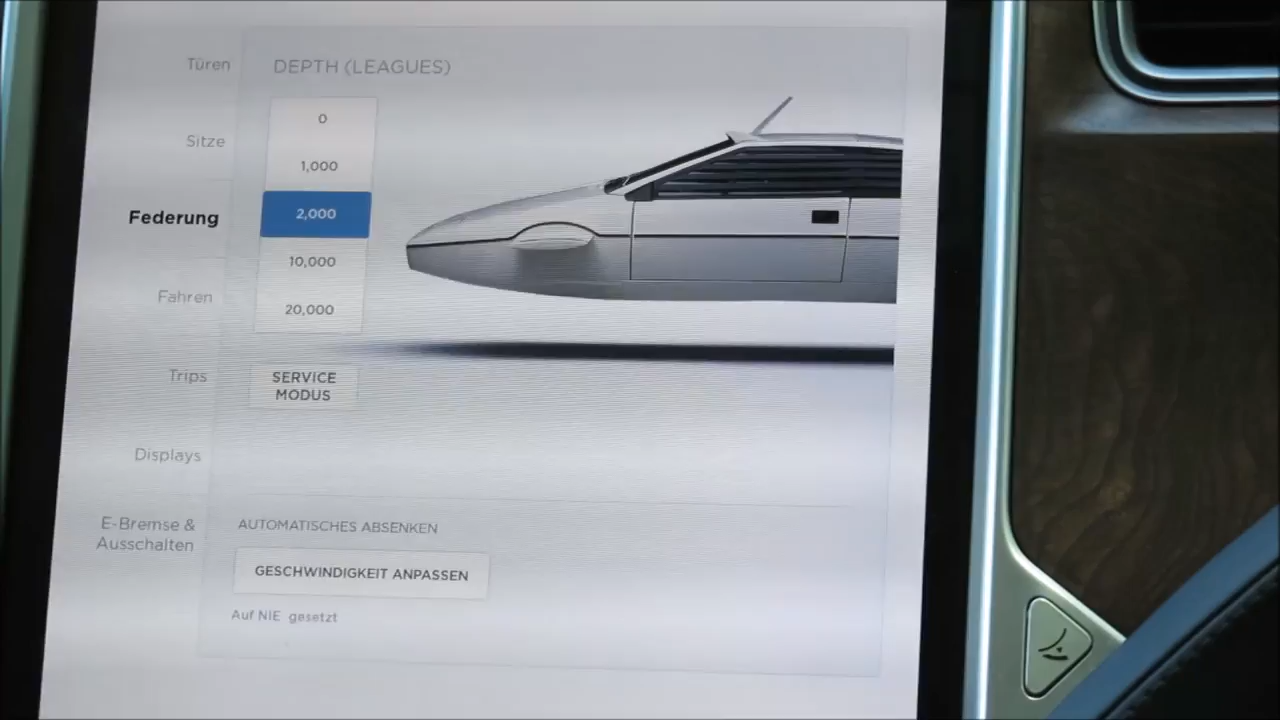 Türen
Sitze
Federung
Fahren
Trips
Displays
E-Bremse &
Ausschalten
DEPTH (LEAGUES)
0
1,000
2,000
10,000
20,000
SERVICE
MODUS
AUTOMATISCHES ABSENKEN
GESCHWINDIGKEIT ANPASSEN
Auf NIE gesetzt